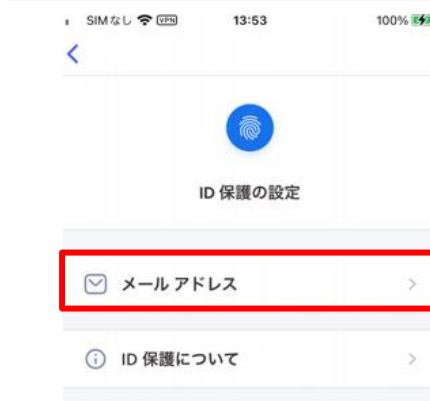 SIMなし VPN 13:53 100%
ID 保護の設定
メール アドレス
ID 保護について